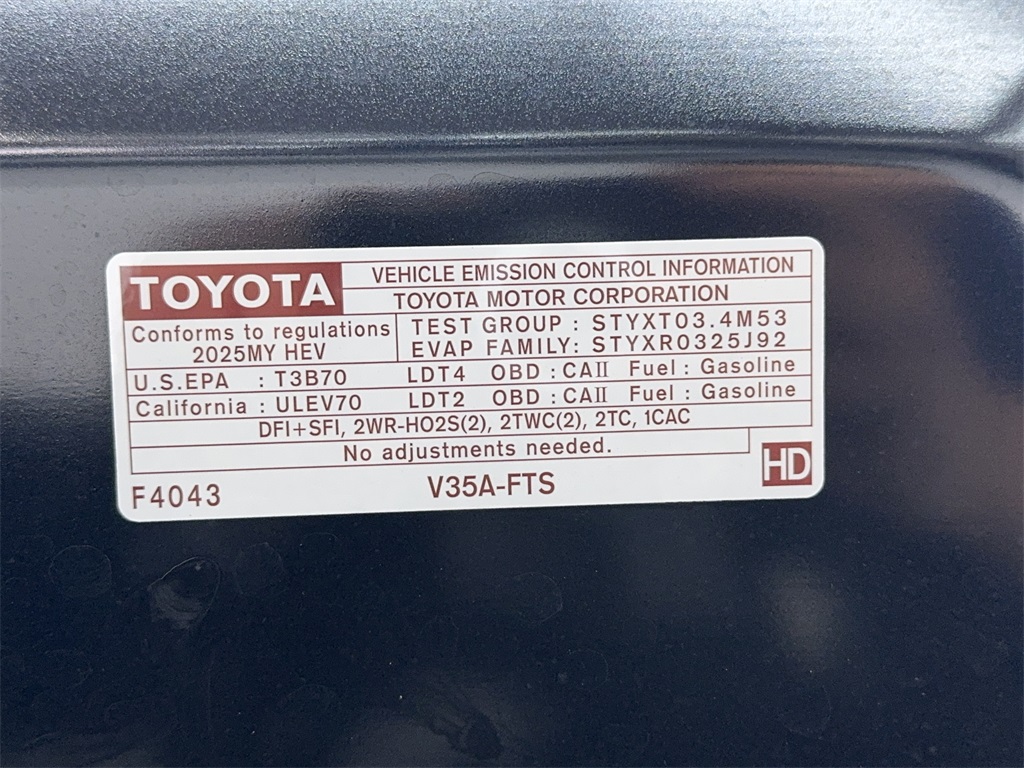 TOYOTA
VEHICLE EMISSION CONTROL INFORMATION
TOYOTA MOTOR CORPORATION
Conforms to regulations
2025MY HEV
TEST GROUP : STYXT03.4M53
EVAP FAMILY: STYXR0325J92
U.S.EPA : T3B70 LDT4 OBD : CAII Fuel : Gasoline
California : ULEV70 LDT2 OBD : CAII Fuel : Gasoline
DFI+SFI, 2WR-HO2S(2), 2TWC(2), 2TC, 1CAC
No adjustments needed.
F4043 V35A-FTS HD